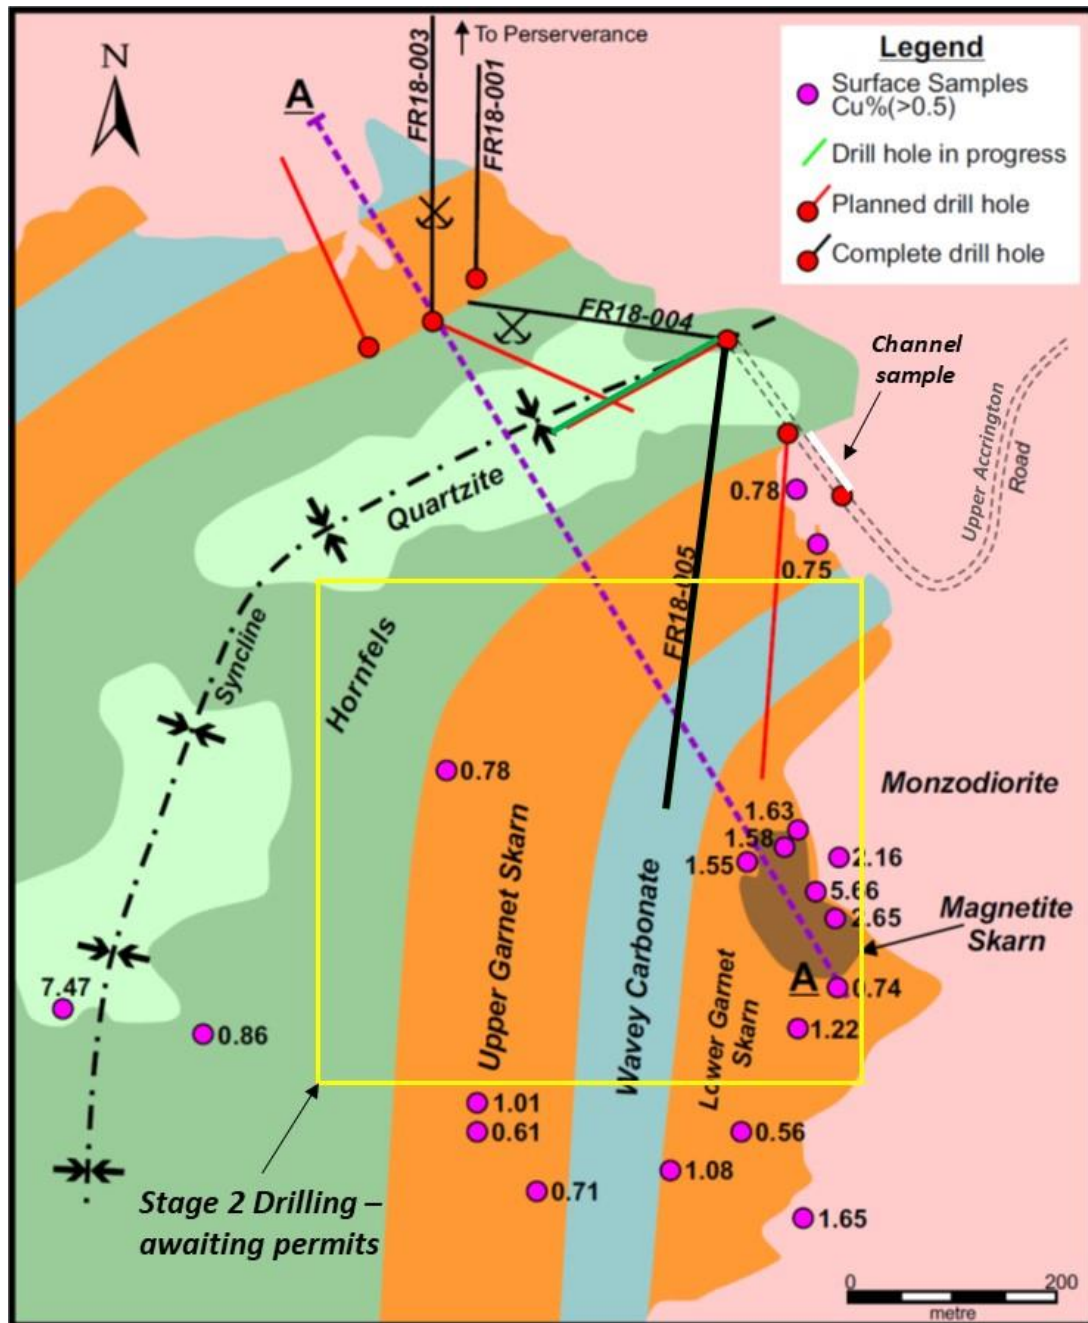 N
A
FR18-003
To Perserverance
FR18-001
Legend
Surface Samples
Cu%(>0.5)
Drill hole in progress
Planned drill hole
Complete drill hole
FR18-004
Channel
sample
Upper Accrington
Road
Quartzite
0.78
0.75
FR18-005
Syncline
Hornfels
0.78
Monzodiorite
1.63
1.58
1.55
2.16
5.66
2.65
Magnetite
Skarn
Upper Garnet Skarn
Wavey Carbonate
Lower Garnet
Skarn
A
0.74
7.47
0.86
1.22
1.01
0.61
0.56
1.08
0.71
1.65
Stage 2 Drilling –
awaiting permits
0 200
metre